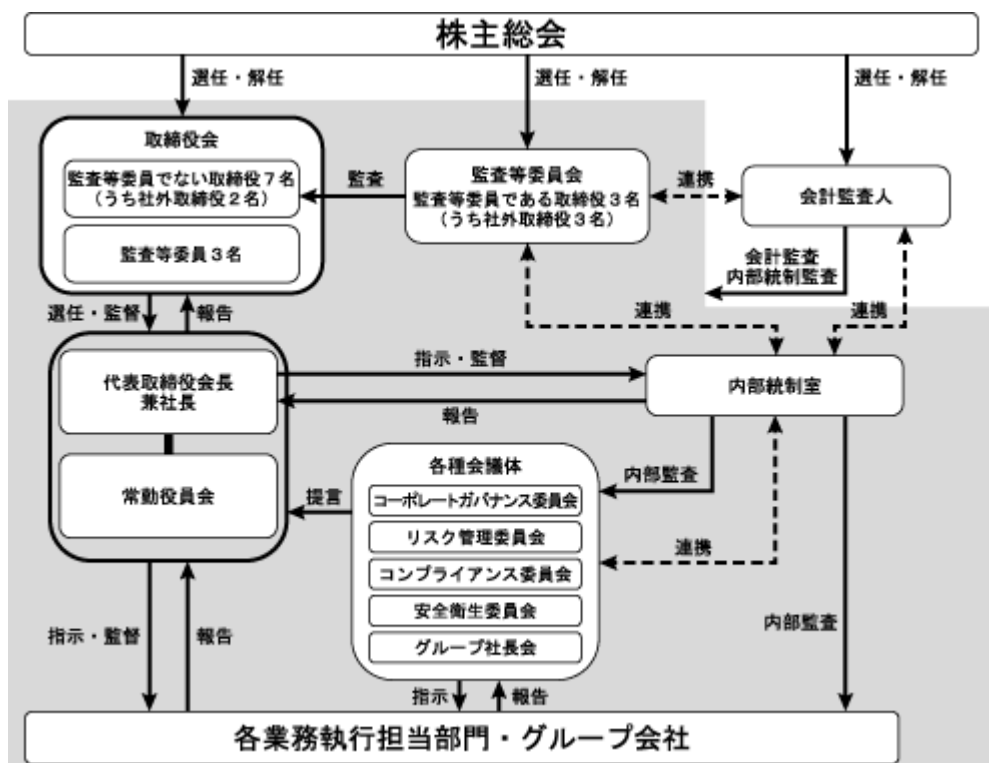 株主総会
選任・解任
選任・解任
選任・解任
取締役会
監査等委員でない取締役7名
(うち社外取締役2名)
監査等委員3名
監査
監査等委員会
監査等委員である取締役3名
(うち社外取締役3名)
連携
会計監査人
会計監査
内部統制監査
選任・監督
報告
連携
連携
代表取締役会長
兼社長
常勤役員会
指示・監督
報告
内部統制室
各種会議体
コーポレートガバナンス委員会
リスク管理委員会
コンプライアンス委員会
安全衛生委員会
グループ社長会
提言
内部監査
連携
指示・監督
報告
内部監査
指示
報告
各業務執行担当部門・グループ会社